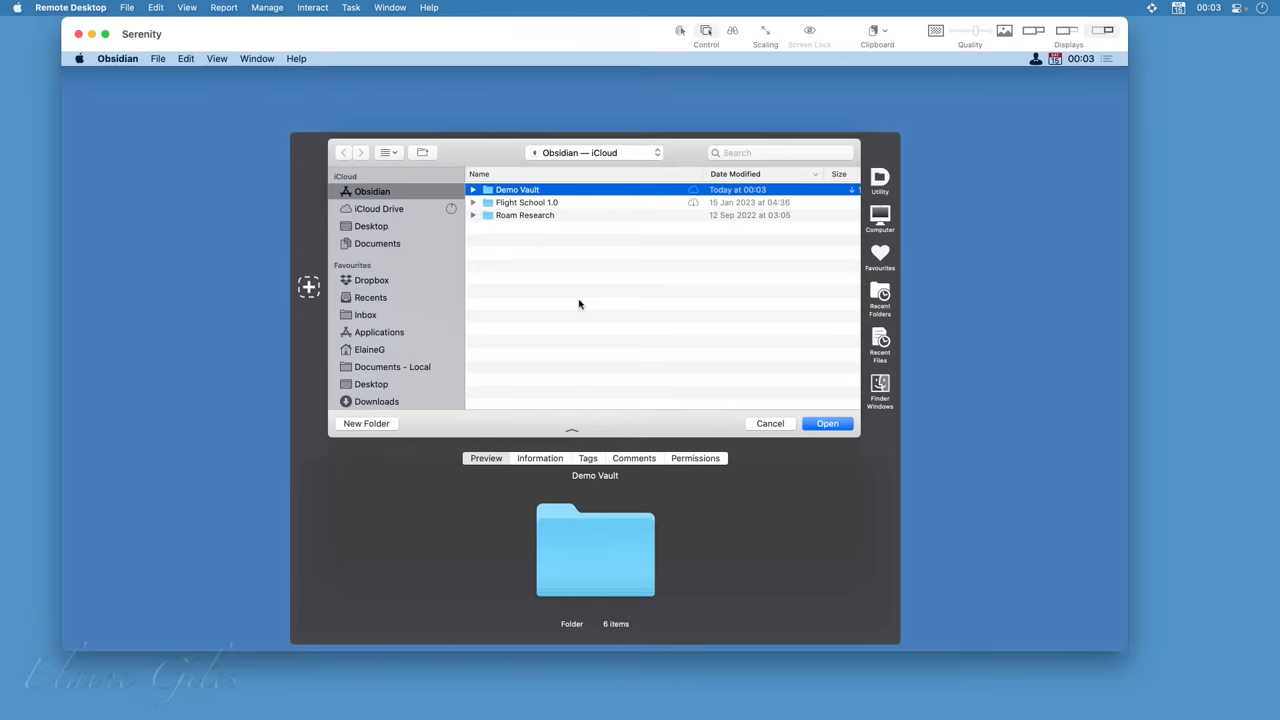 Remote Desktop File Edit View Report Manage Interact Task Window Help 00:03
Serenity
Control Scaling Screen Lock Clipboard Quality Displays
Obsidian File Edit View Window Help SAT 15 00:03
Obsidian — iCloud Search
iCloud
Obsidian
iCloud Drive
Desktop
Documents
Favourites
Dropbox
Recents
Inbox
Applications
ElaineG
Documents - Local
Desktop
Downloads
Name Date Modified Size
Demo Vault Today at 00:03
Flight School 1.0 15 Jan 2023 at 04:36
Roam Research 12 Sep 2022 at 03:05
Utility
Computer
Favourites
Recent
Folders
Recent
Files
Finder
Windows
New Folder Cancel Open
Preview Information Tags Comments Permissions
Demo Vault
Folder 6 items
Elaine Giles